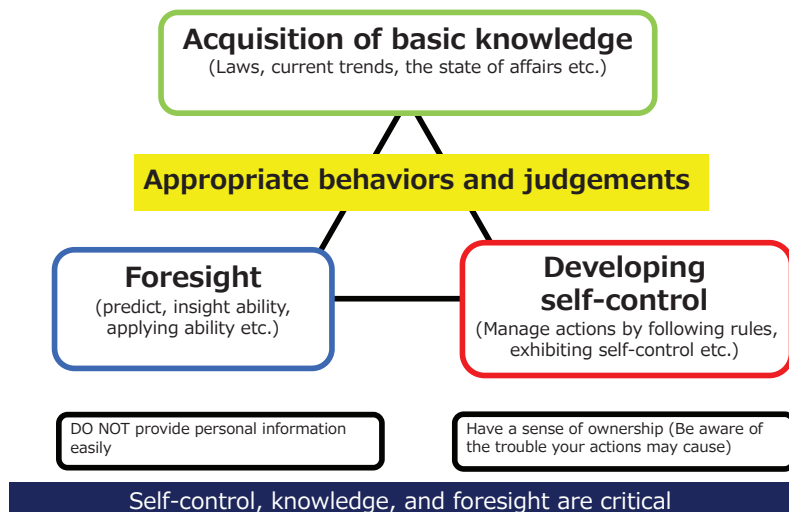 Acquisition of basic knowledge
(Laws, current trends, the state of affairs etc.)
Appropriate behaviors and judgements
Foresight
(predict, insight ability,
applying ability etc.)
Developing
self-control
(Manage actions by following rules,
exhibiting self-control etc.)
DO NOT provide personal information
easily
Have a sense of ownership (Be aware of
the trouble your actions may cause)
Self-control, knowledge, and foresight are critical